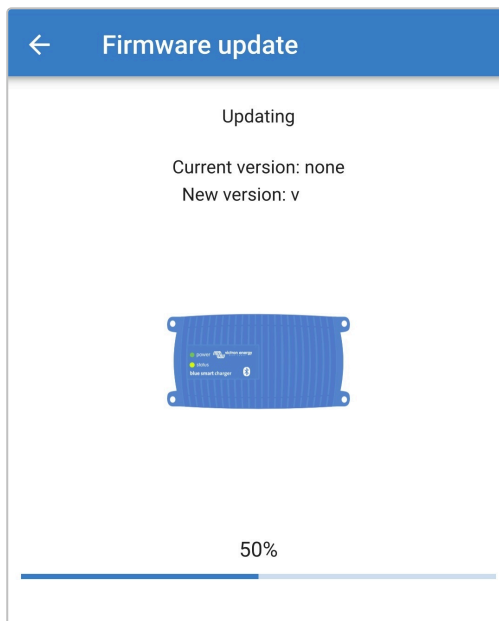 Firmware update
Updating
Current version: none
New version: v
power
victron energy
status
blue smart charger
50%